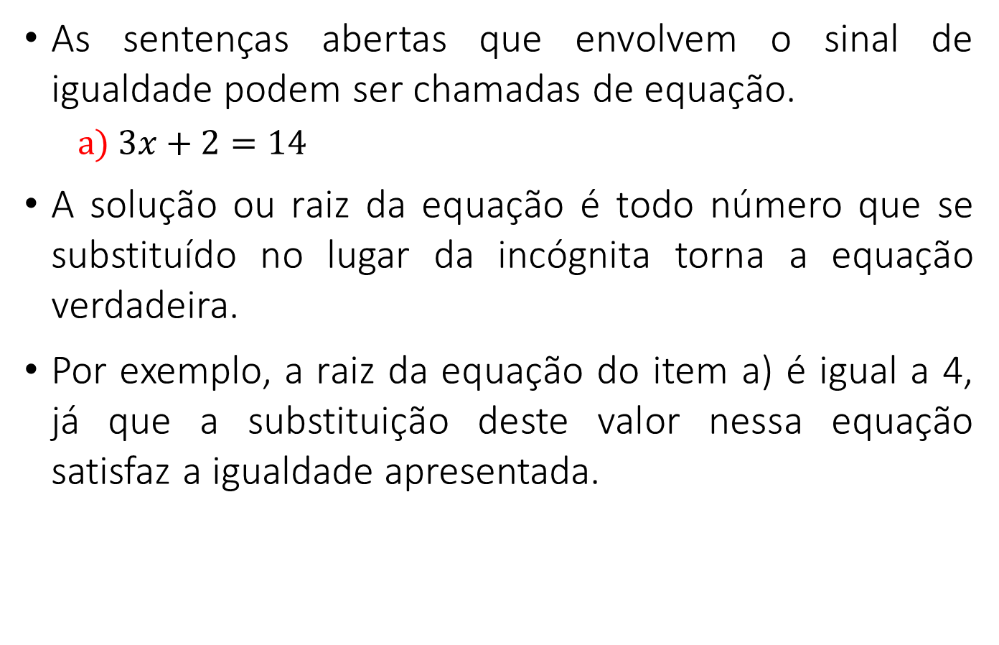 • As sentenças abertas que envolvem o sinal de
igualdade podem ser chamadas de equação.
a) 3x + 2 = 14
• A solução ou raiz da equação é todo número que se
substituído no lugar da incógnita torna a equação
verdadeira.
• Por exemplo, a raiz da equação do item a) é igual a 4,
já que a substituição deste valor nessa equação
satisfaz a igualdade apresentada.